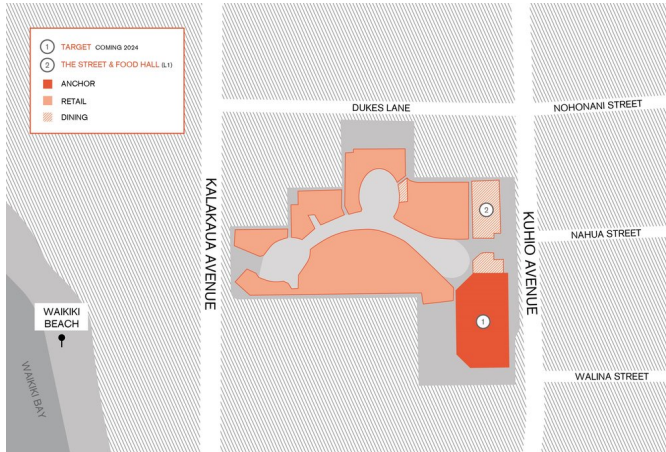 1 TARGET COMING 2024
2 THE STREET & FOOD HALL (L1)
ANCHOR
RETAIL
DINING
DUKES LANE
NOHONANI STREET
KALAKAUA AVENUE
KUHIO AVENUE
2
NAHUA STREET
WAIKIKI
BEACH
1
WAIKIKI BAY
WALINA STREET